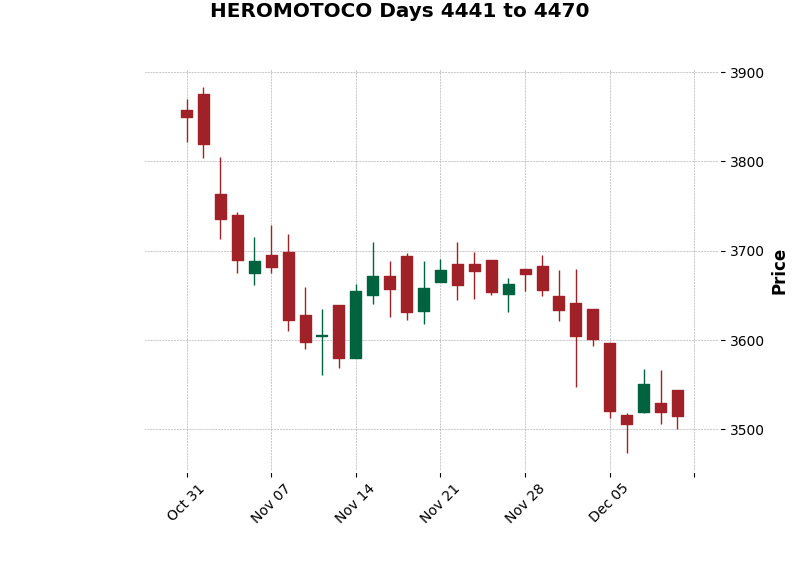 HEROMOTOCO Days 4441 to 4470
3900
3800
3700
3600
3500
Price
Oct 31
Nov 07
Nov 14
Nov 21
Nov 28
Dec 05